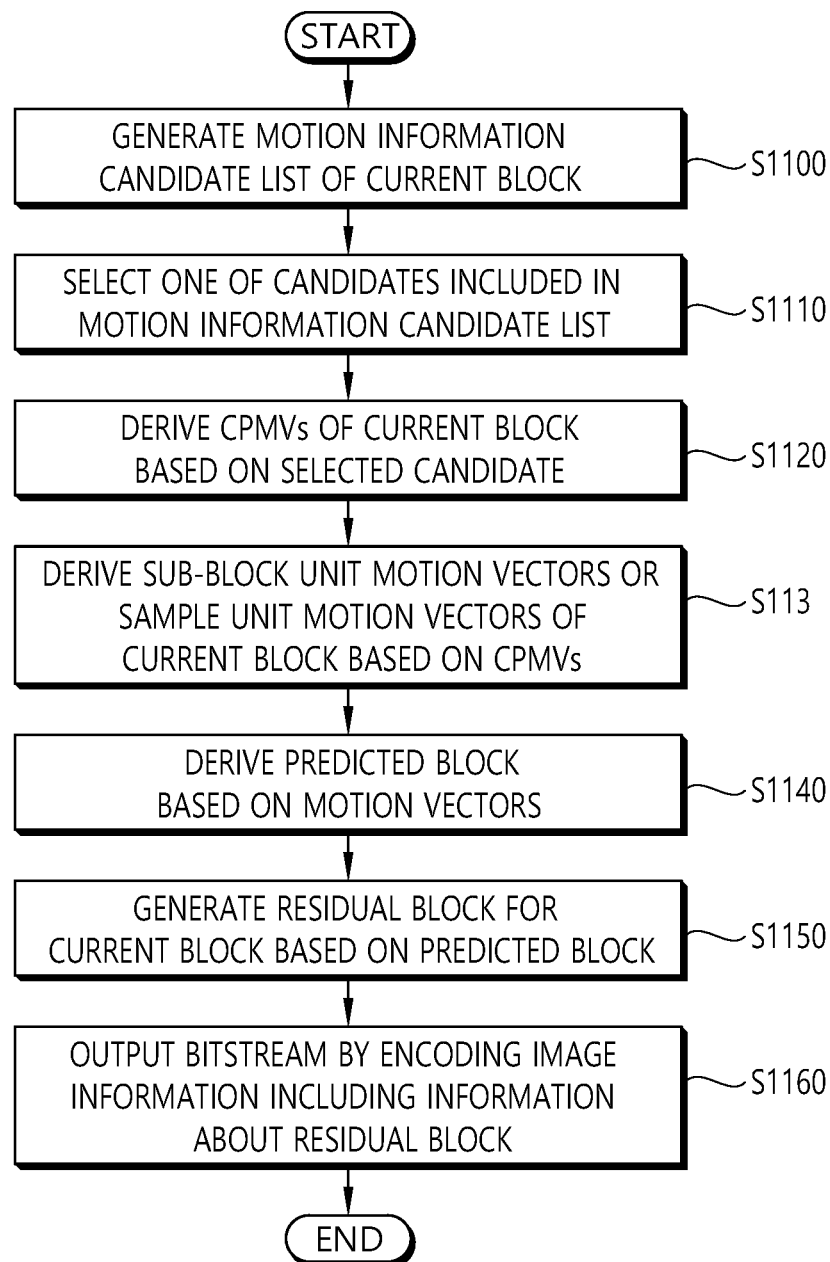 START
GENERATE MOTION INFORMATION
CANDIDATE LIST OF CURRENT BLOCK
S1100
SELECT ONE OF CANDIDATES INCLUDED IN
MOTION INFORMATION CANDIDATE LIST
S1110
DERIVE CPMVs OF CURRENT BLOCK
BASED ON SELECTED CANDIDATE
S1120
DERIVE SUB-BLOCK UNIT MOTION VECTORS OR
SAMPLE UNIT MOTION VECTORS OF
CURRENT BLOCK BASED ON CPMVs
S113
DERIVE PREDICTED BLOCK
BASED ON MOTION VECTORS
S1140
GENERATE RESIDUAL BLOCK FOR
CURRENT BLOCK BASED ON PREDICTED BLOCK
S1150
OUTPUT BITSTREAM BY ENCODING IMAGE
INFORMATION INCLUDING INFORMATION
ABOUT RESIDUAL BLOCK
S1160
END